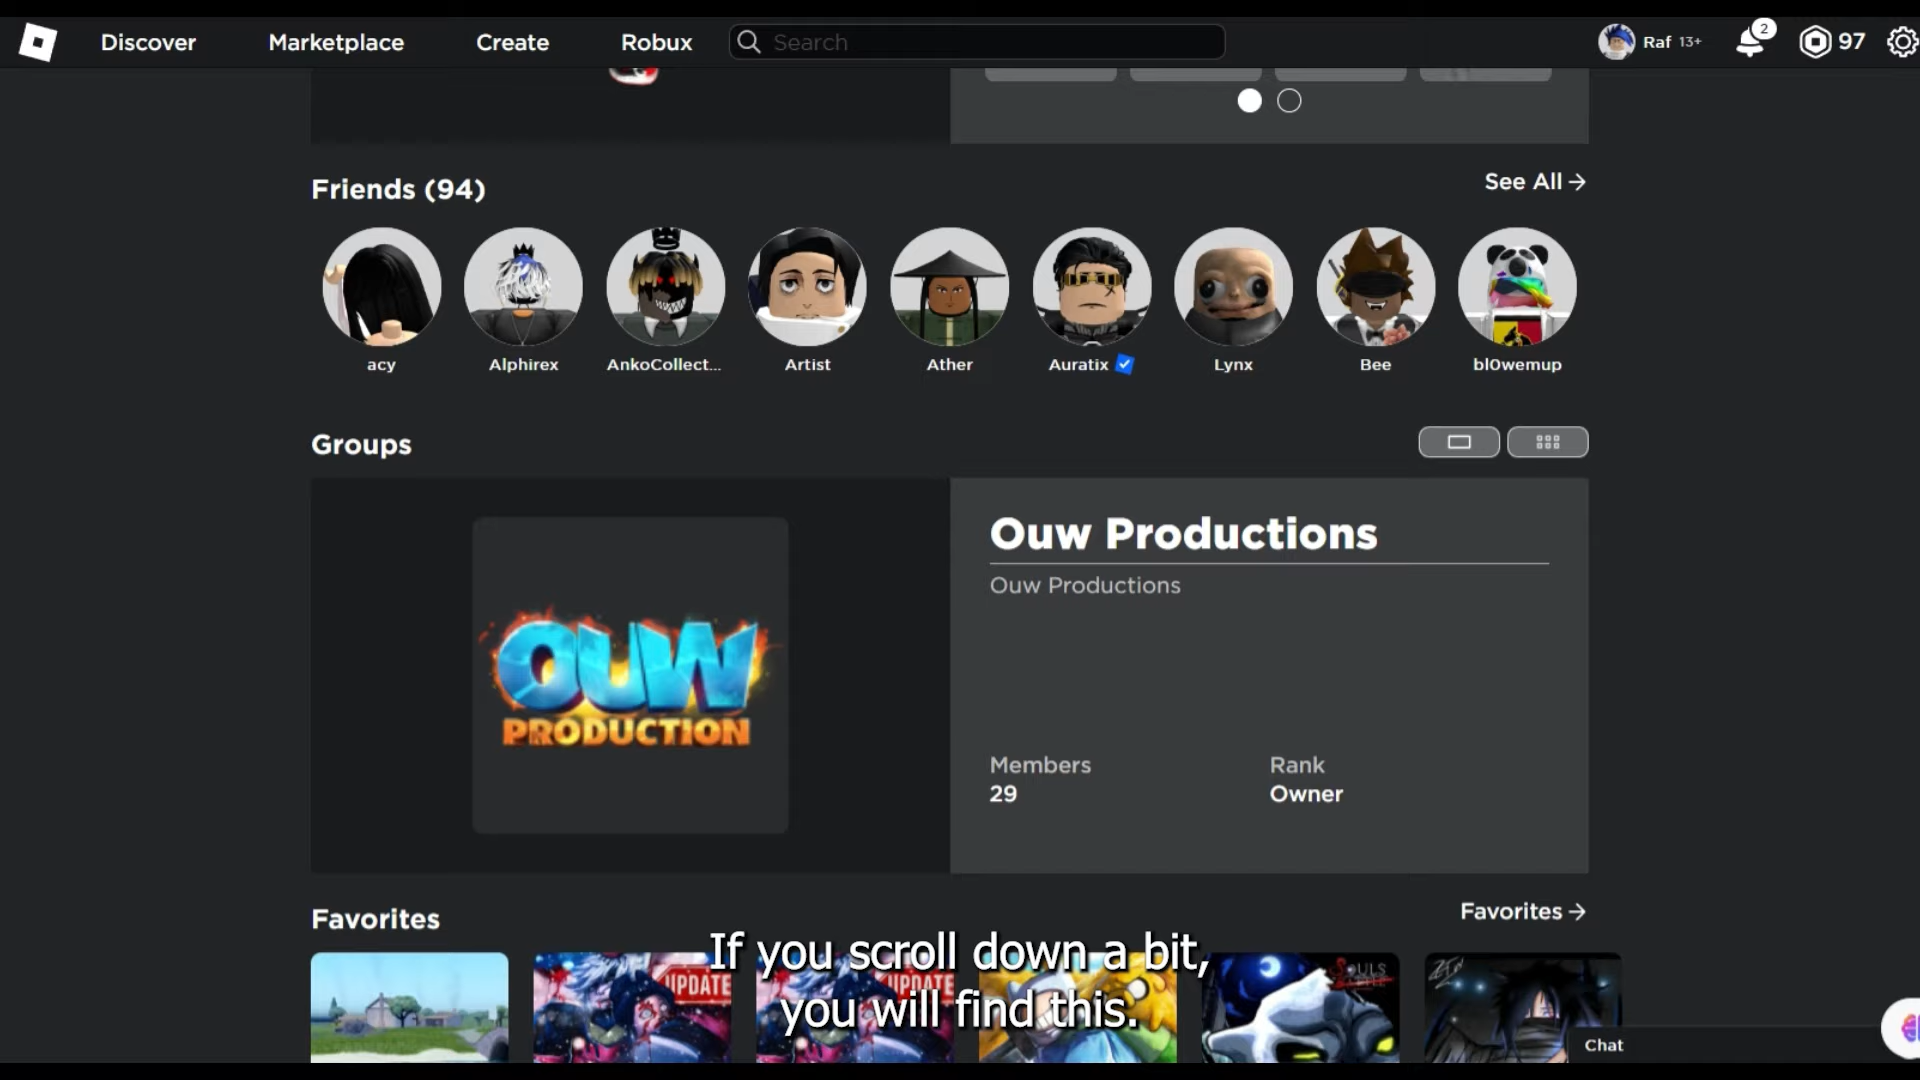 Discover Marketplace Create Robux Search Raf 13+ 2 97
Friends (94) See All →
acy Alphirex AnkoCollect... Artist Ather Auratix Lynx Bee bl0wemup
Groups
OUW
PRODUCTION
Ouw Productions
Ouw Productions
Members Rank
29 Owner
Favorites Favorites →
UPDATE UPDATE SOULS
If you scroll down a bit,
you will find this.
Chat